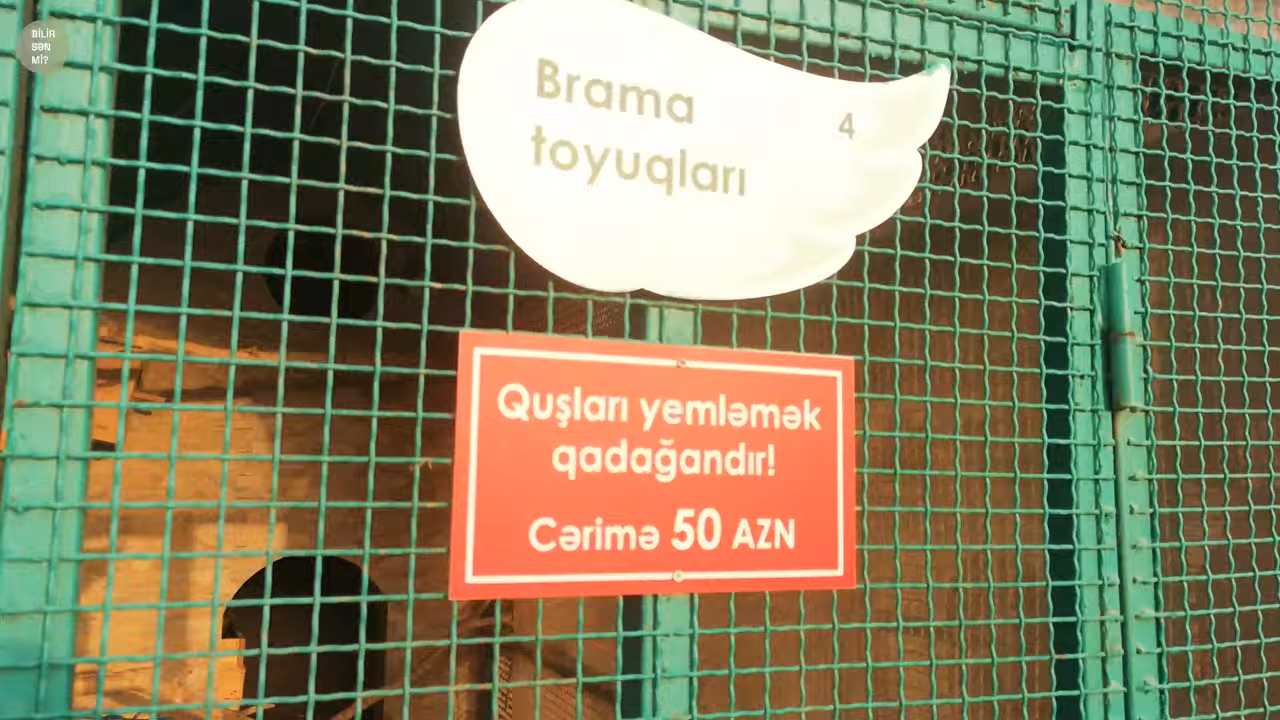 BİLİR
SƏN
Mİ?
Brama
toyuqları
4
Quşları yemləmək
qadağandır!
Cərimə 50 AZN